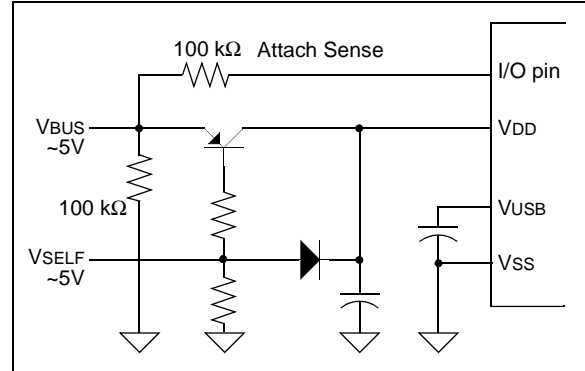 100 kΩ Attach Sense
I/O pin
VBUS
~5V
VDD
100 kΩ
VUSB
VSELF
~5V
VSS